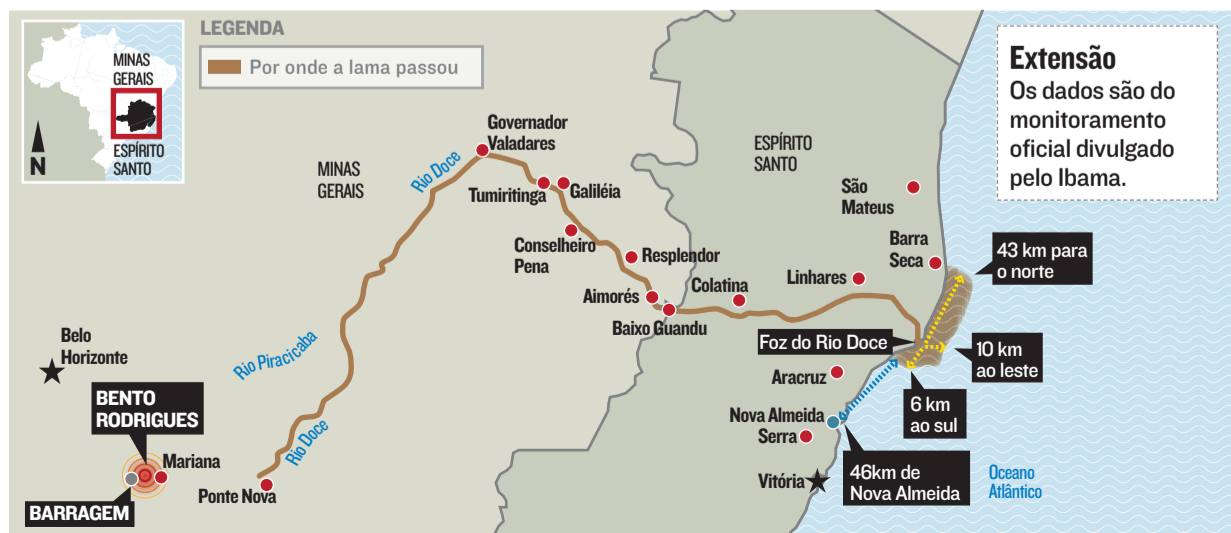 MINAS
GERAIS
ESPÍRITO
SANTO
N
LEGENDA
Por onde a lama passou
Extensão
Os dados são do
monitoramento
oficial divulgado
pelo Ibama.
Governador
Valadares
Rio Doce
MINAS
GERAIS
Tumiritinga
Galiléia
Conselheiro
Pena
Resplendor
Aimorés
Baixo Guandu
ESPÍRITO
SANTO
São
Mateus
Barra
Seca
Linhares
Colatina
43 km para
o norte
Foz do Rio Doce
10 km
ao leste
6 km
ao sul
Aracruz
Nova Almeida
Serra
46km de
Nova Almeida
Vitória
Oceano
Atlântico
Belo
Horizonte
Rio Piracicaba
BENTO
RODRIGUES
Rio Doce
Mariana
Ponte Nova
BARRAGEM